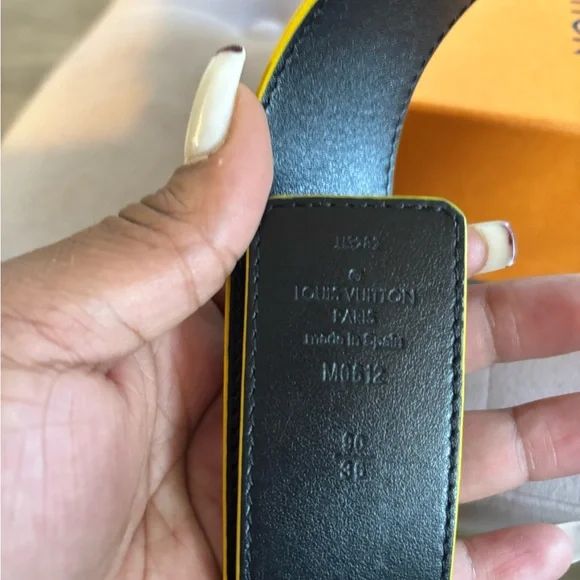 LOUIS VUITTON
PARIS
made in Spain
M0512
90
36